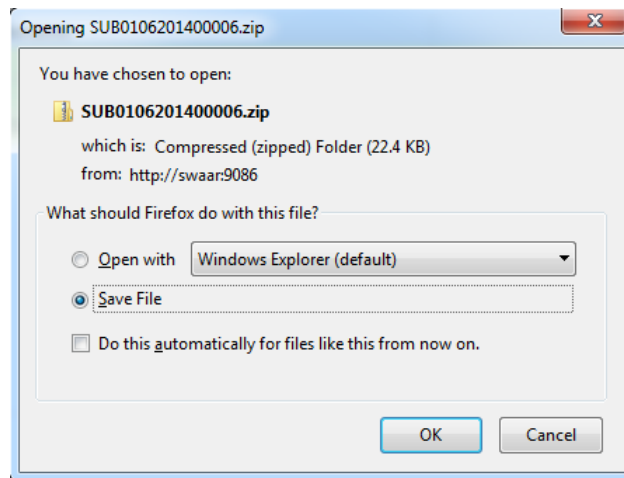 Opening SUB0106201400006.zip
You have chosen to open:
SUB0106201400006.zip
which is: Compressed (zipped) Folder (22.4 KB)
from: http://swaar:9086
What should Firefox do with this file?
Open with Windows Explorer (default)
Save File
Do this automatically for files like this from now on.
OK Cancel